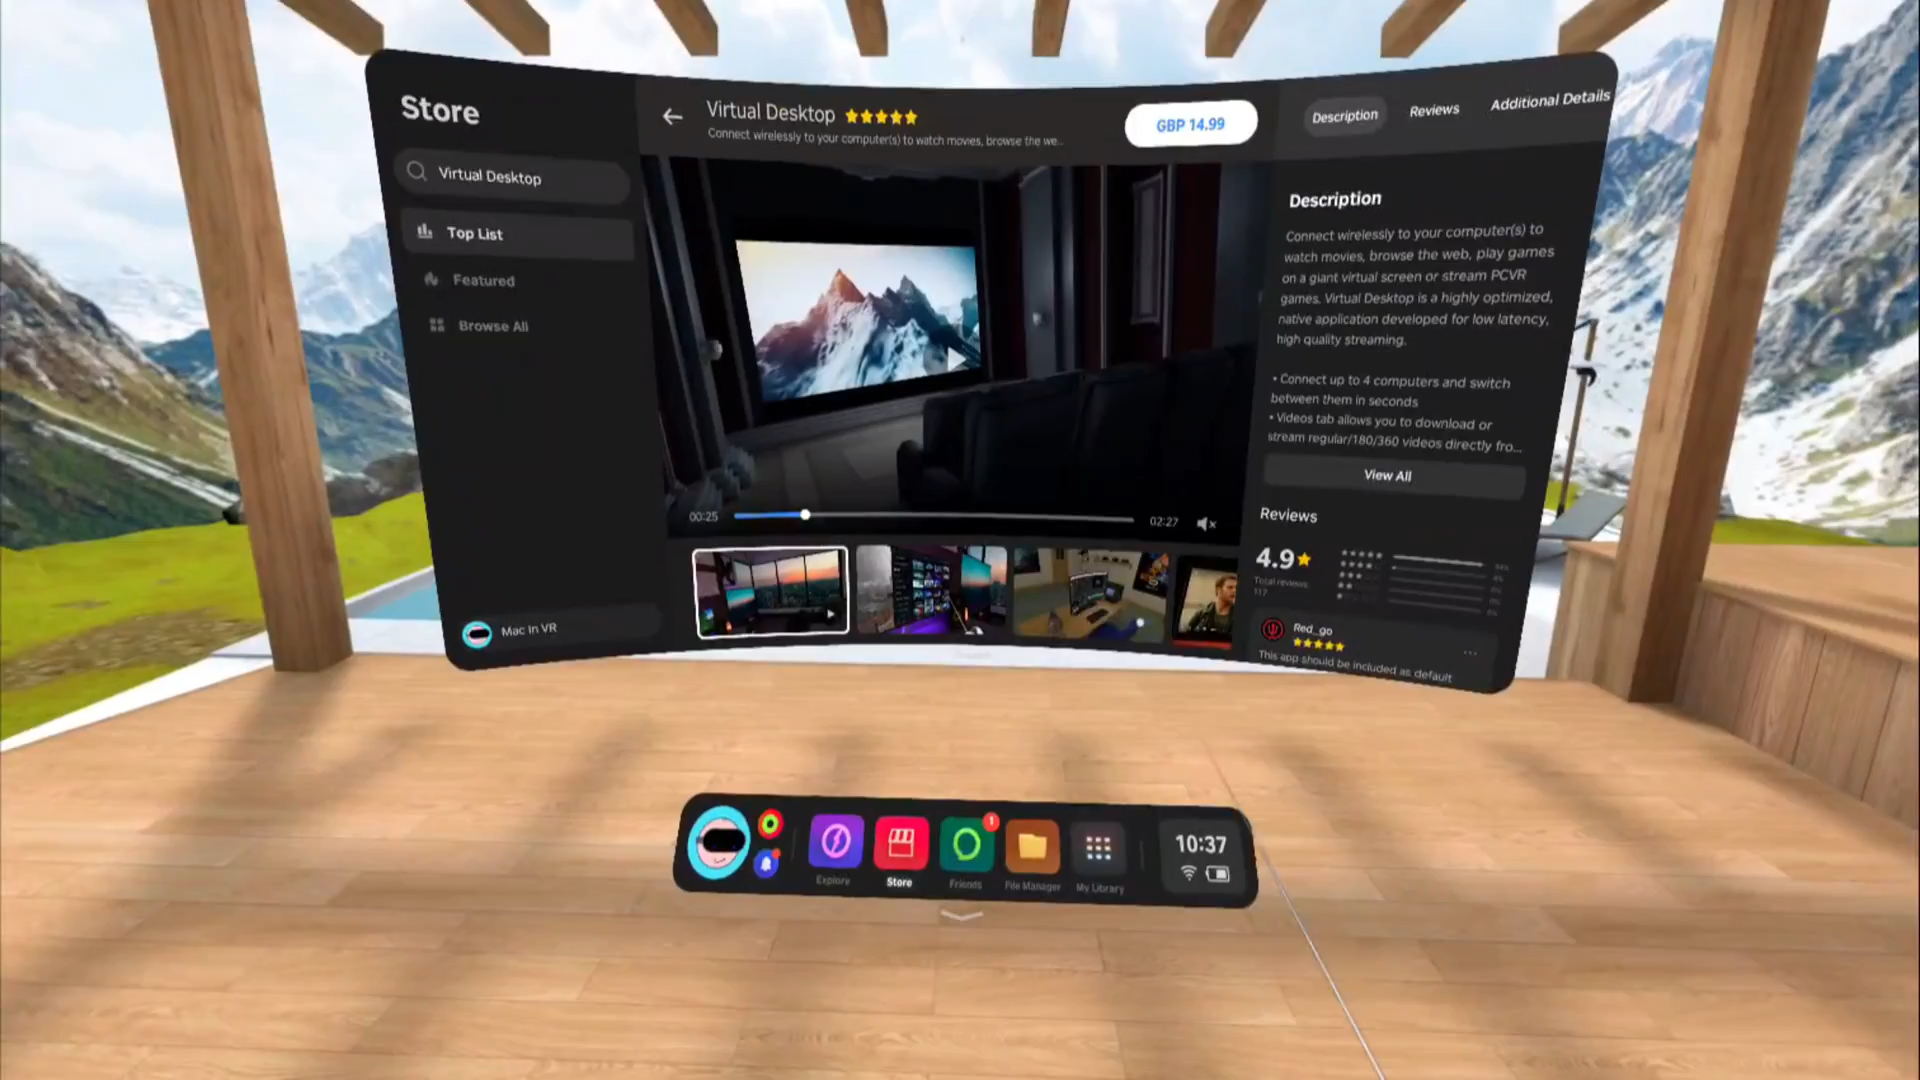 Store
Virtual Desktop
Top List
Featured
Browse All
Mac In VR
Virtual Desktop
Connect wirelessly to your computer(s) to watch movies, browse the we...
GBP 14.99
00:25
02:27
Description
Reviews
Additional Details
Description
Connect wirelessly to your computer(s) to
watch movies, browse the web, play games
on a giant virtual screen or stream PCVR
games. Virtual Desktop is a highly optimized,
native application developed for low latency,
high quality streaming.
• Connect up to 4 computers and switch
between them in seconds
• Videos tab allows you to download or
stream regular/180/360 videos directly fro...
View All
Reviews
4.9
Total reviews
117
Red_go
...
This app should be included as default
1
Explore
Store
Friends
File Manager
My Library
10:37